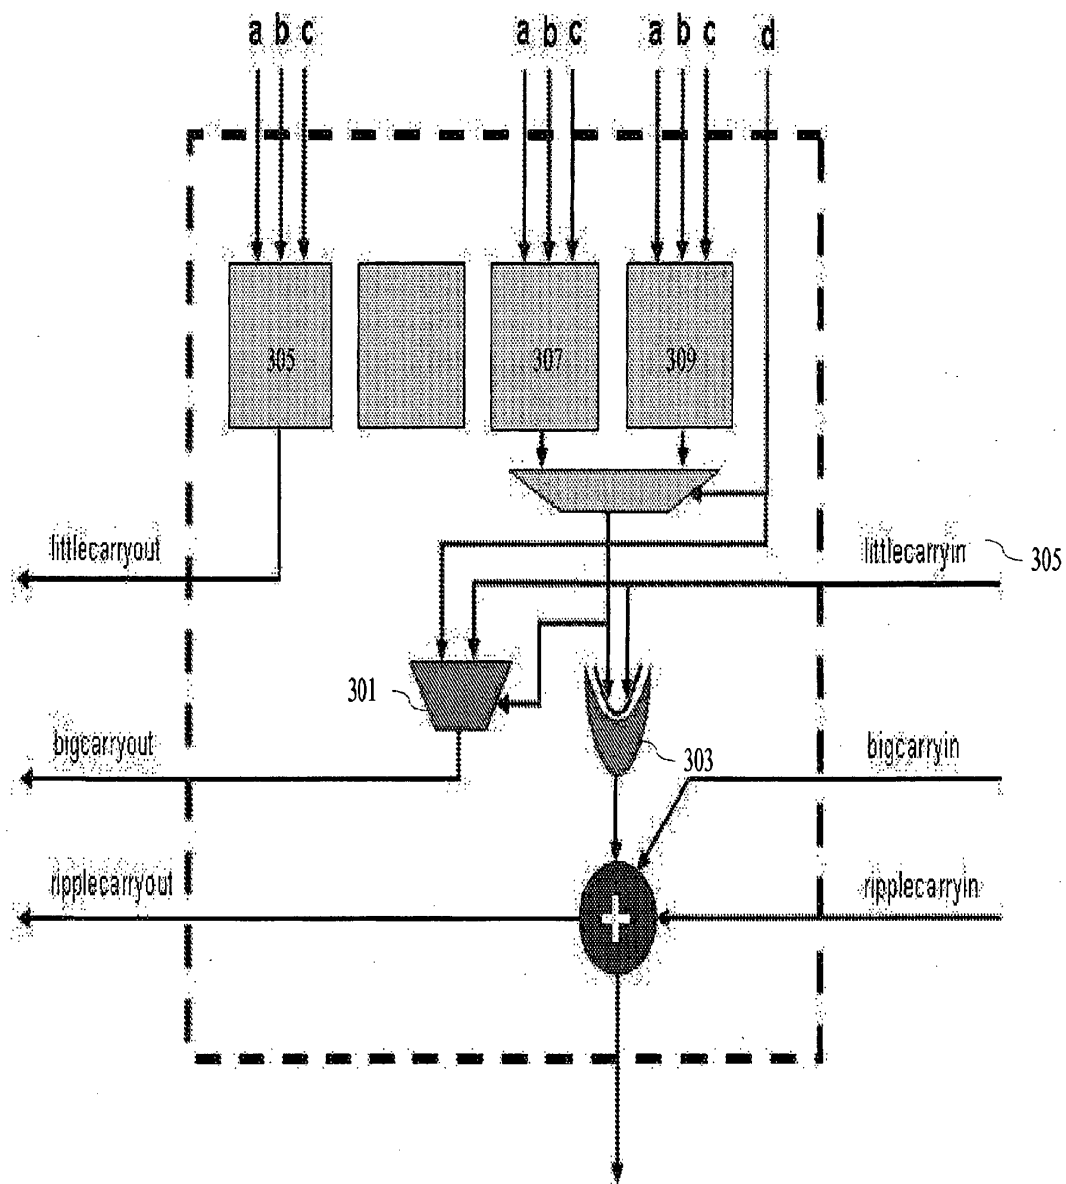 a b c a b c a b c d
305 307 309
littlecarryout littlecarryin 305
301
bigcarryout 303 bigcarryin
ripplecarryout ripplecarryin
+